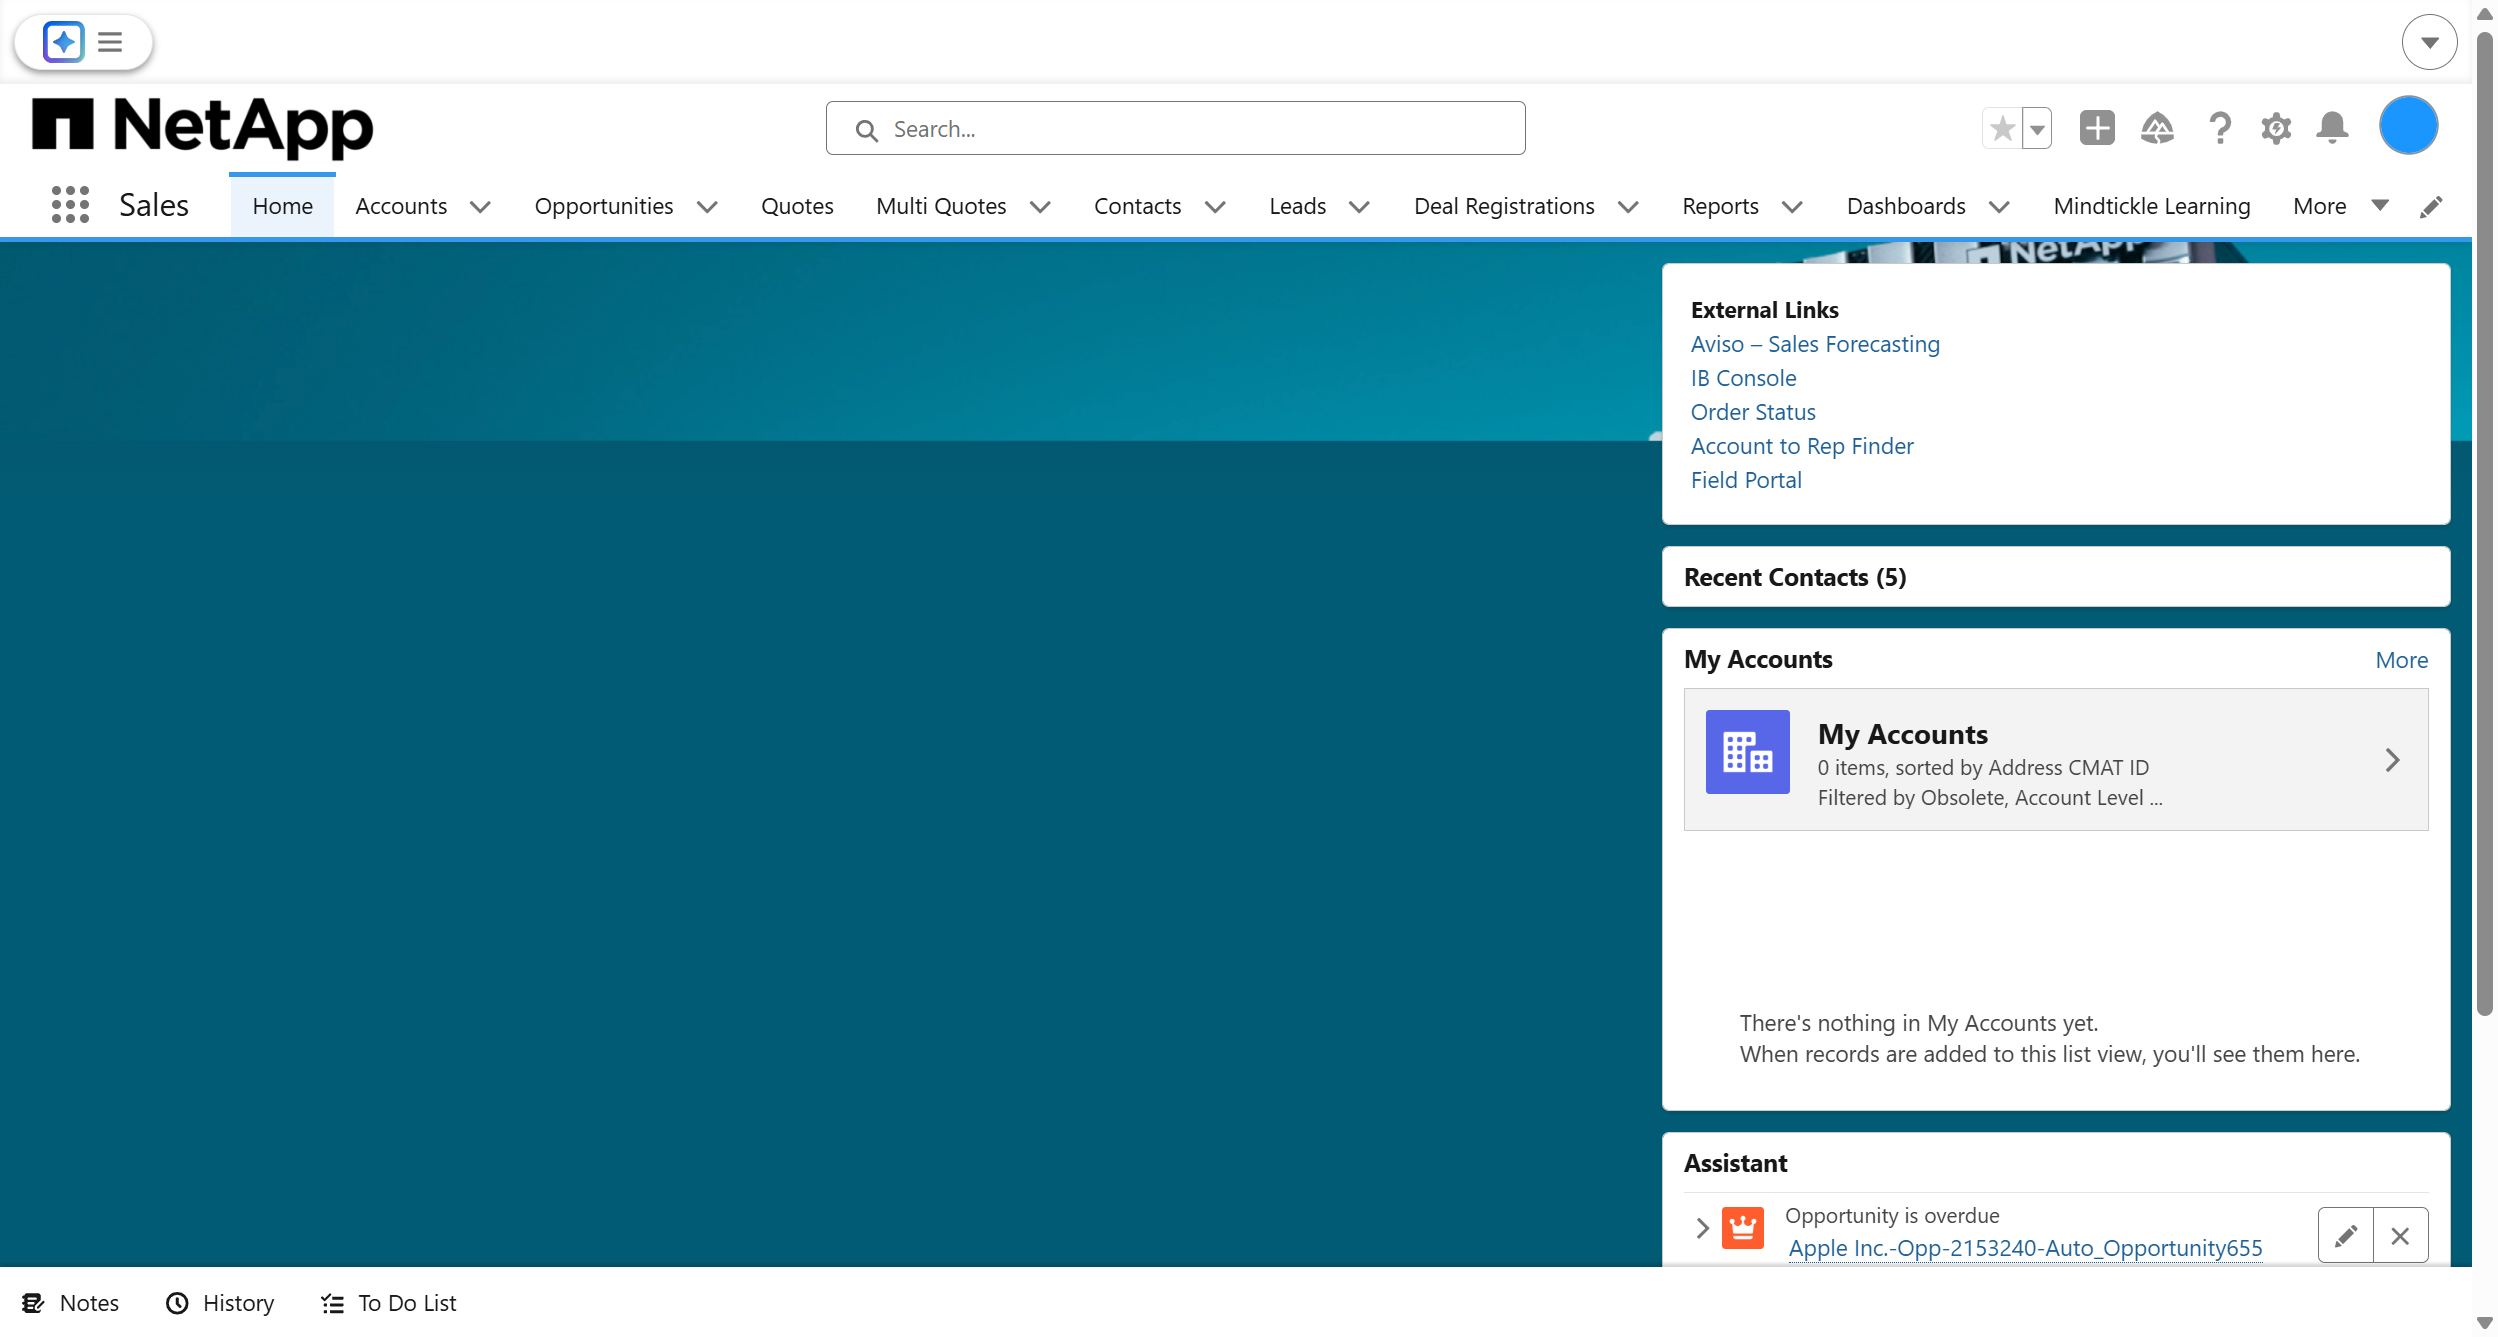 NetApp
Search...
Sales
Home
Accounts
Opportunities
Quotes
Multi Quotes
Contacts
Leads
Deal Registrations
Reports
Dashboards
Mindtickle Learning
More
NetApp
External Links
Aviso – Sales Forecasting
IB Console
Order Status
Account to Rep Finder
Field Portal
Recent Contacts (5)
My Accounts
More
My Accounts
0 items, sorted by Address CMAT ID
Filtered by Obsolete, Account Level ...
There's nothing in My Accounts yet.
When records are added to this list view, you'll see them here.
Assistant
Opportunity is overdue
Apple Inc.-Opp-2153240-Auto_Opportunity655
Notes
History
To Do List